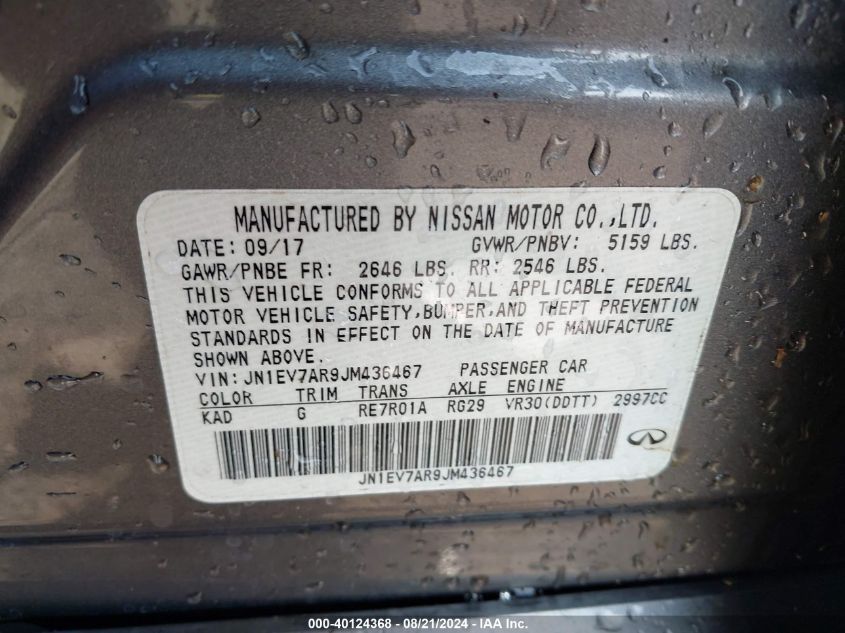 MANUFACTURED BY NISSAN MOTOR CO.,LTD.
DATE: 09/17 GVWR/PNBV: 5159 LBS.
GAWR/PNBE FR: 2646 LBS. RR: 2546 LBS.
THIS VEHICLE CONFORMS TO ALL APPLICABLE FEDERAL
MOTOR VEHICLE SAFETY,BUMPER,AND THEFT PREVENTION
STANDARDS IN EFFECT ON THE DATE OF MANUFACTURE
SHOWN ABOVE.
VIN:JN1EV7AR9JM436467 PASSENGER CAR
COLOR TRIM TRANS AXLE ENGINE
KAD G RE7R01A RG29 VR30(DDTT) 2997CC
JN1EV7AR9JM436467
000-40124368 - 08/21/2024 - IAA Inc.